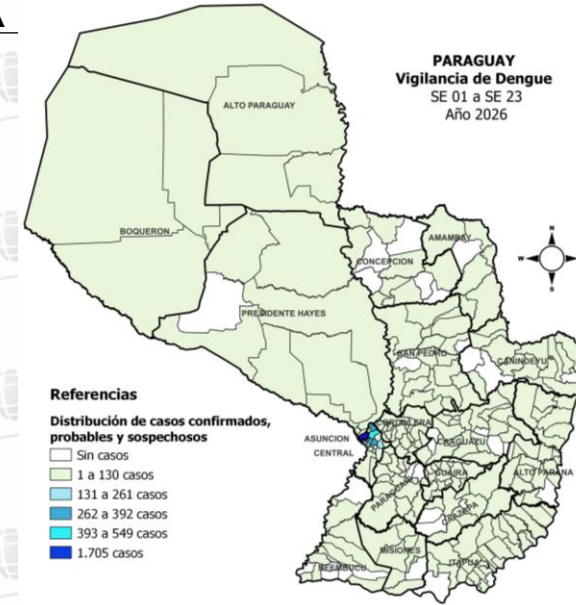 PARAGUAY
Vigilancia de Dengue
SE 01 a SE 23
Año 2026
ALTO PARAGUAY
BOQUERON
AMAMBAY
CONCEPCION
N
W
E
S
PRESIDENTE HAYES
SAN PEDRO
CANINDEYU
Referencias
Distribución de casos confirmados,
probables y sospechosos
Sin casos
1 a 130 casos
131 a 261 casos
262 a 392 casos
393 a 549 casos
1.705 casos
ASUNCION
CENTRAL
CORDILLERA
CAAGUAZU
GUAIRA
ALTO PARANA
PARAGUARI
CAAZAPA
MISIONES
ÑEEMBUCU
ITAPUA